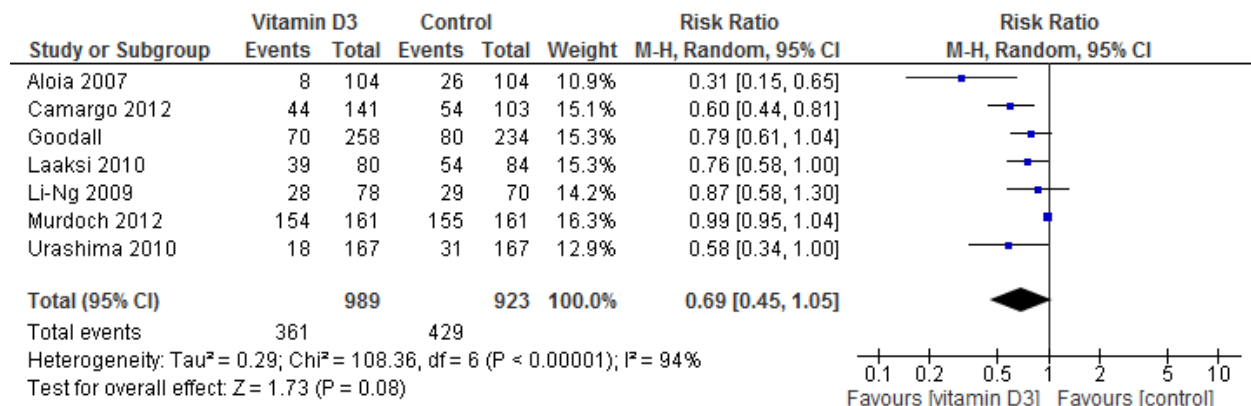 Vitamin D3 Control Risk Ratio Risk Ratio
Study or Subgroup Events Total Events Total Weight M-H, Random, 95% CI M-H, Random, 95% CI
Aloia 2007 8 104 26 104 10.9% 0.31 [0.15, 0.65]
Camargo 2012 44 141 54 103 15.1% 0.60 [0.44, 0.81]
Goodall 70 258 80 234 15.3% 0.79 [0.61, 1.04]
Laaksi 2010 39 80 54 84 15.3% 0.76 [0.58, 1.00]
Li-Ng 2009 28 78 29 70 14.2% 0.87 [0.58, 1.30]
Murdoch 2012 154 161 155 161 16.3% 0.99 [0.95, 1.04]
Urashima 2010 18 167 31 167 12.9% 0.58 [0.34, 1.00]
Total (95% CI) 989 923 100.0% 0.69 [0.45, 1.05]
Total events 361 429
Heterogeneity: Tau² = 0.29; Chi² = 108.36, df = 6 (P < 0.00001); I² = 94%
Test for overall effect: Z = 1.73 (P = 0.08)
0.1 0.2 0.5 1 2 5 10
Favours [vitamin D3] Favours [control]